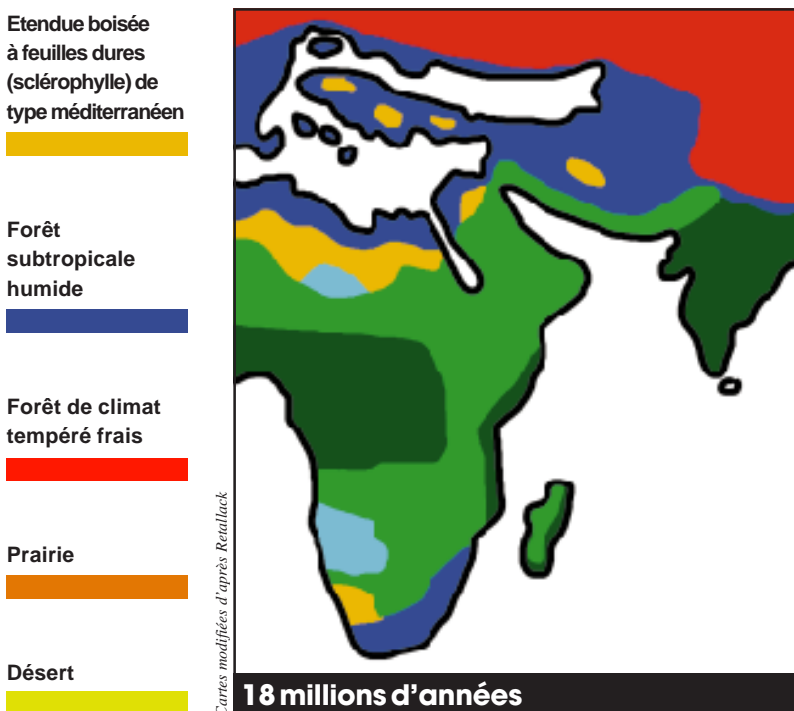 Etendue boisée
à feuilles dures
(sclérophylle) de
type méditerranéen
Forêt
subtropicale
humide
Forêt de climat
tempéré frais
Prairie
Désert
Cartes modifiées d'après Retallack
18 millions d'années